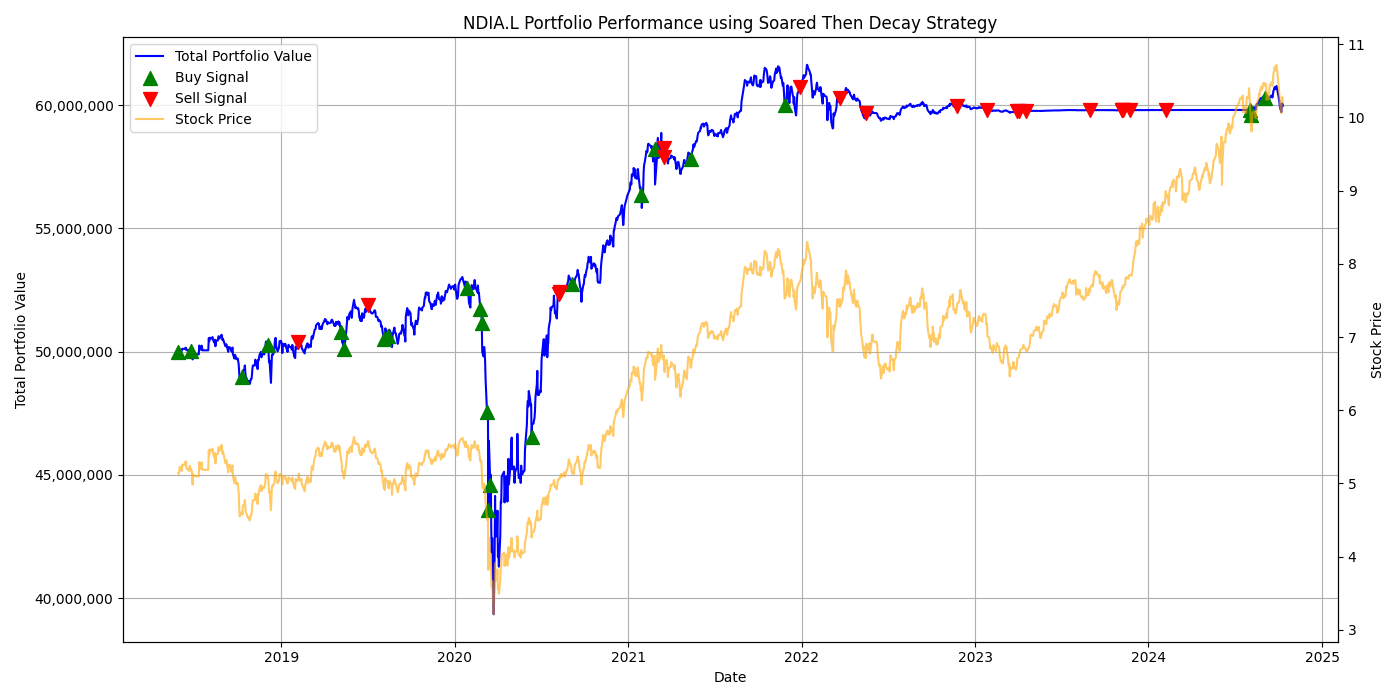 NDIA.L Portfolio Performance using Soared Then Decay Strategy
Total Portfolio Value
Buy Signal
Sell Signal
Stock Price
Total Portfolio Value
60,000,000
55,000,000
50,000,000
45,000,000
40,000,000
11
10
9
8
7
6
5
4
3
Stock Price
2019 2020 2021 2022 2023 2024 2025
Date